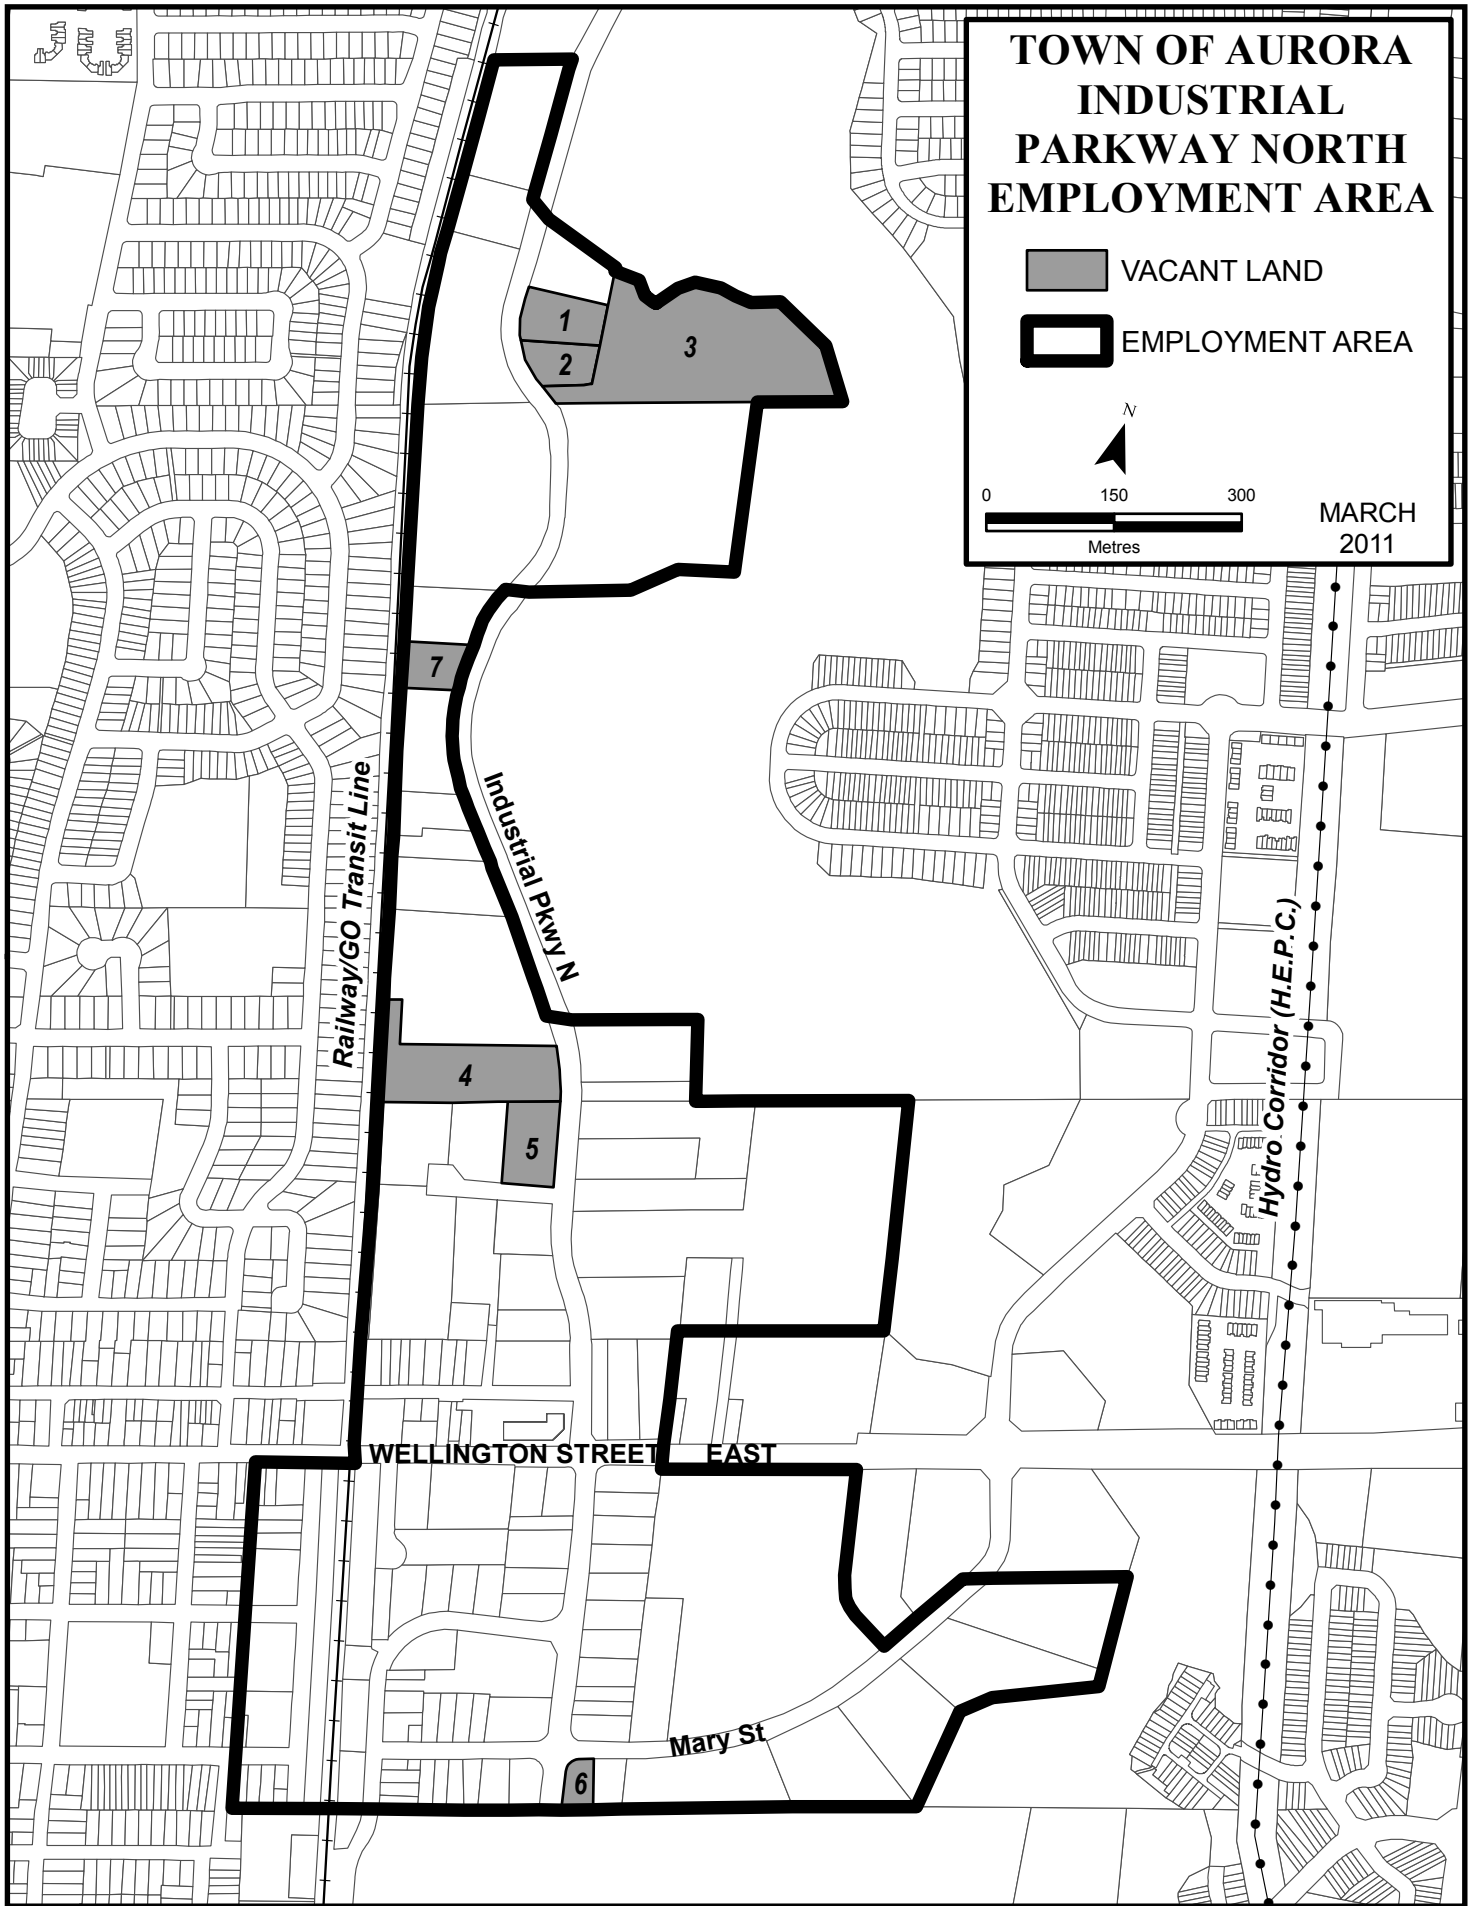 TOWN OF AURORA
INDUSTRIAL
PARKWAY NORTH
EMPLOYMENT AREA
VACANT LAND
EMPLOYMENT AREA
N
0 150 300
Metres
MARCH
2011
1
2
3
7
Railway/GO Transit Line
Industrial Pkwy N
Hydro Corridor (H.E.P.C.)
4
5
WELLINGTON STREET EAST
Mary St
6